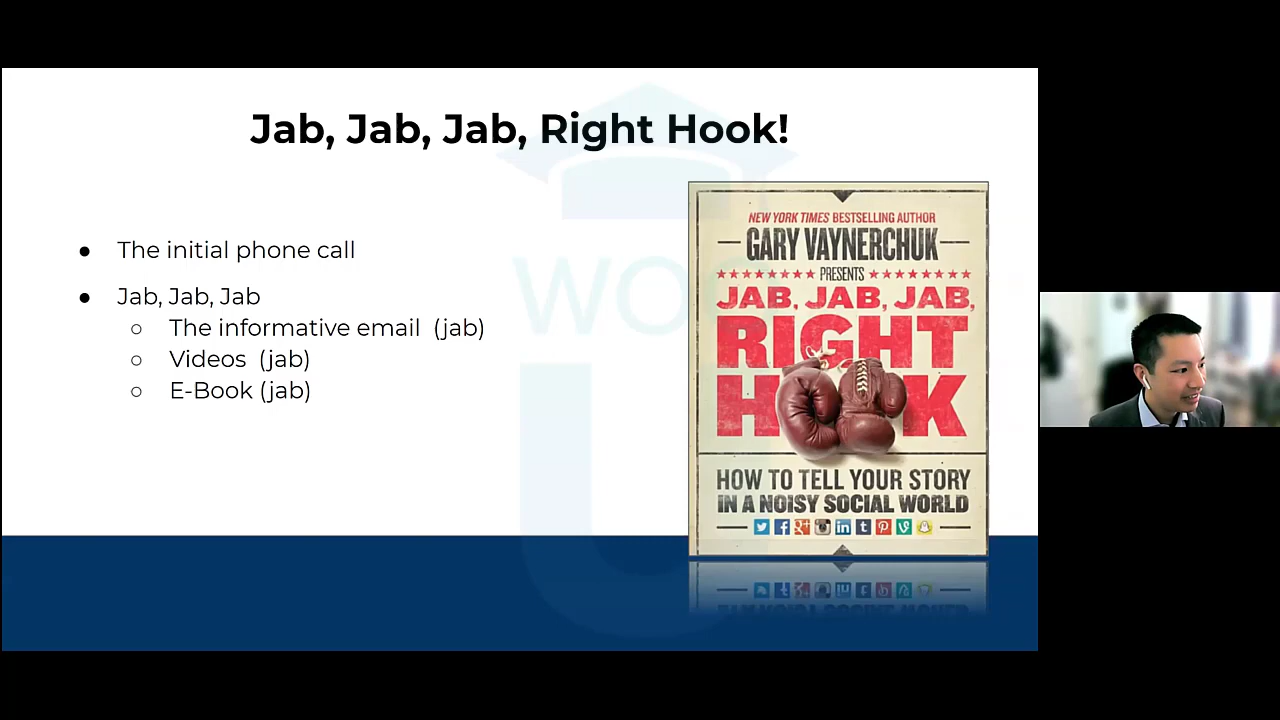 Jab, Jab, Jab, Right Hook!
● The initial phone call
● Jab, Jab, Jab
○ The informative email (jab)
○ Videos (jab)
○ E-Book (jab)
NEW YORK TIMES BESTSELLING AUTHOR
GARY VAYNERCHUK
PRESENTS
JAB, JAB, JAB,
RIGHT
HOOK
HOW TO TELL YOUR STORY
IN A NOISY SOCIAL WORLD